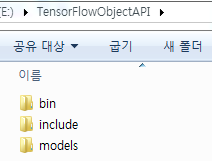 (E:) ▸ TensorFlowObjectAPI ▸
공유 대상 ▾ 굽기 새 폴더
이름
bin
include
models